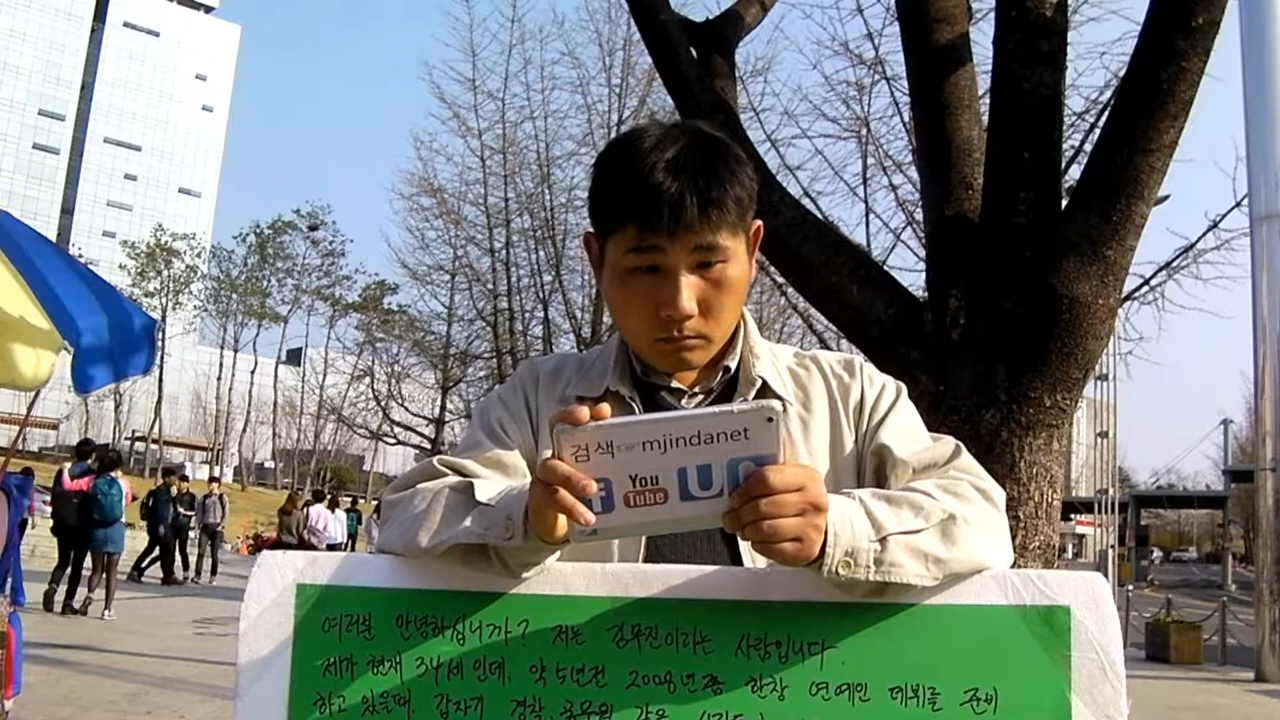 검색☞mjindanet
f You Tube U
여러분 안녕하십니까? 저는 김무진이라는 사람입니다.
제가 현재 34세 인데, 약 5년전 2008년쯤 한창 연예인 데뷔를 준비
하고 있을때, 갑자기 경찰, 공무원 같은